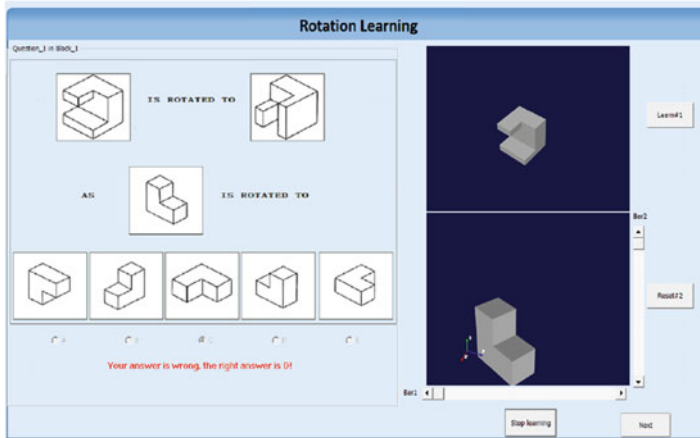 Rotation Learning
Question_1 in Block_1
IS ROTATED TO
AS IS ROTATED TO
A B C D E
Your answer is wrong, the right answer is D!
Learn#1
Bar2
Reset#2
Bar1
Stop learning
Next